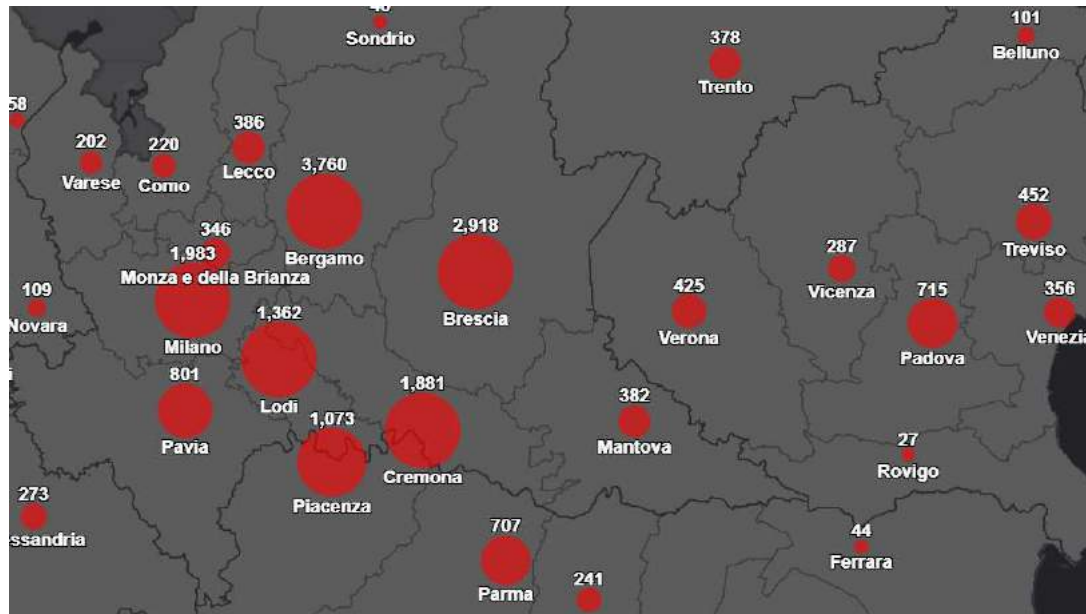 Sondrio
101
Belluno
378
Trento
58
202
Varese
220
Como
386
Lecco
3,760
Bergamo
346
Monza e della Brianza
1,983
Milano
2,918
Brescia
452
Treviso
287
Vicenza
715
Padova
356
Venezia
425
Verona
109
Novara
1,362
Lodi
801
Pavia
1,881
Cremona
1,073
Piacenza
382
Mantova
27
Rovigo
273
essandria
707
Parma
44
Ferrara
241